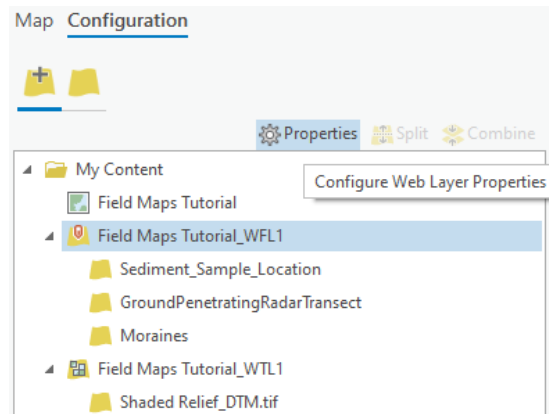 Map Configuration
Properties Split Combine
My Content
Configure Web Layer Properties
Field Maps Tutorial
Field Maps Tutorial_WFL1
Sediment_Sample_Location
GroundPenetratingRadarTransect
Moraines
Field Maps Tutorial_WTL1
Shaded Relief_DTM.tif